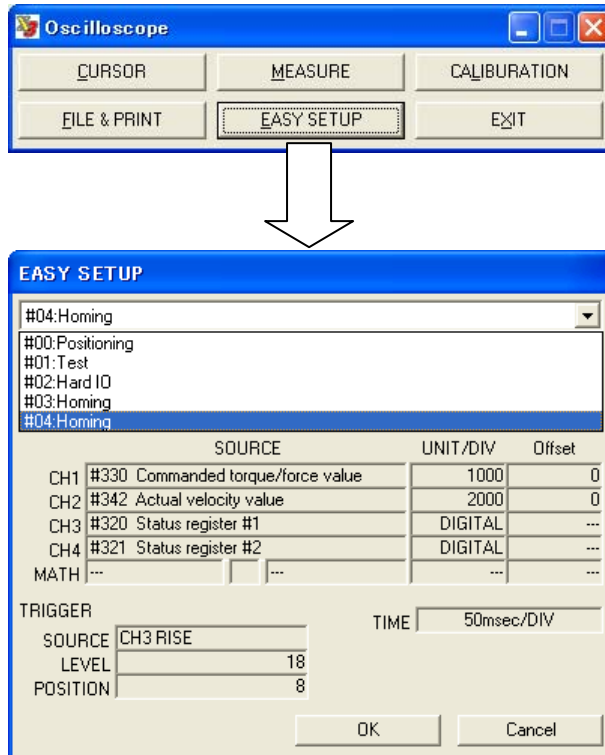 Oscilloscope
CURSOR MEASURE CALIBURATION
FILE & PRINT EASY SETUP EXIT
EASY SETUP
#04:Homing
#00:Positioning
#01:Test
#02:Hard IO
#03:Homing
#04:Homing
SOURCE UNIT/DIV Offset
CH1 #330 Commanded torque/force value 1000 0
CH2 #342 Actual velocity value 2000 0
CH3 #320 Status register #1 DIGITAL ---
CH4 #321 Status register #2 DIGITAL ---
MATH --- --- --- ---
TRIGGER
TIME 50msec/DIV
SOURCE CH3 RISE
LEVEL 18
POSITION 8
OK Cancel